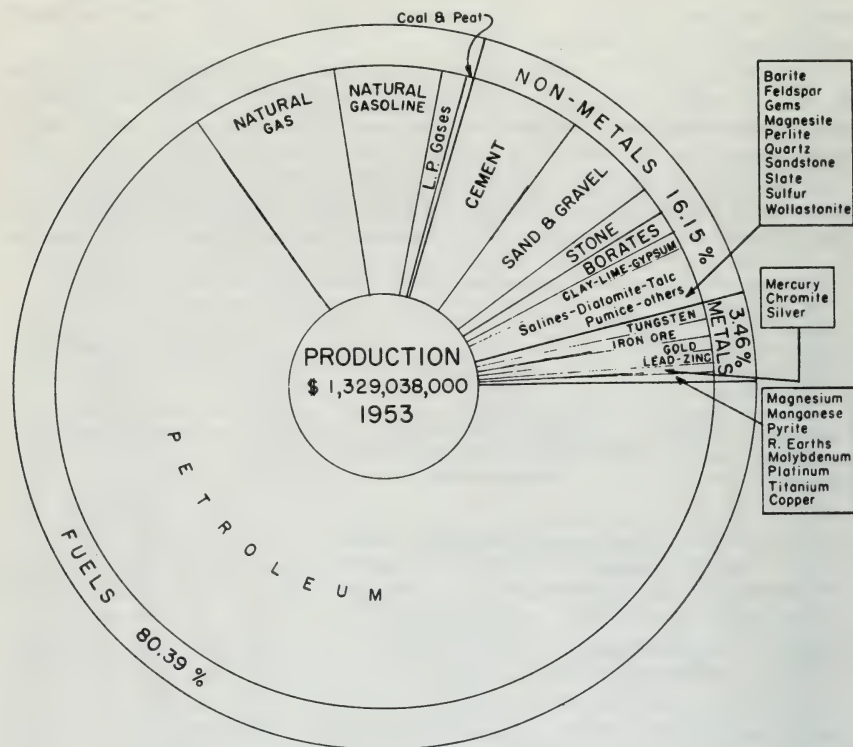 Coal & Peat
NON-METALS 16.15%
NATURAL
GAS
NATURAL
GASOLINE
L.P. Gases
CEMENT
SAND & GRAVEL
STONE
BORATES
CLAY-LIME-GYPSUM
Salines-Diatomite-Talc
Pumice-others
Barite
Feldspar
Gems
Magnesite
Perlite
Quartz
Sandstone
Slate
Sulfur
Wollastonite
3.46%
METALS
TUNGSTEN
IRON ORE
GOLD
LEAD-ZINC
Mercury
Chromite
Silver
Magnesium
Manganese
Pyrite
R. Earths
Molybdenum
Platinum
Titanium
Copper
PRODUCTION
$ 1,329,038,000
1953
PETROLEUM
FUELS 80.39 %